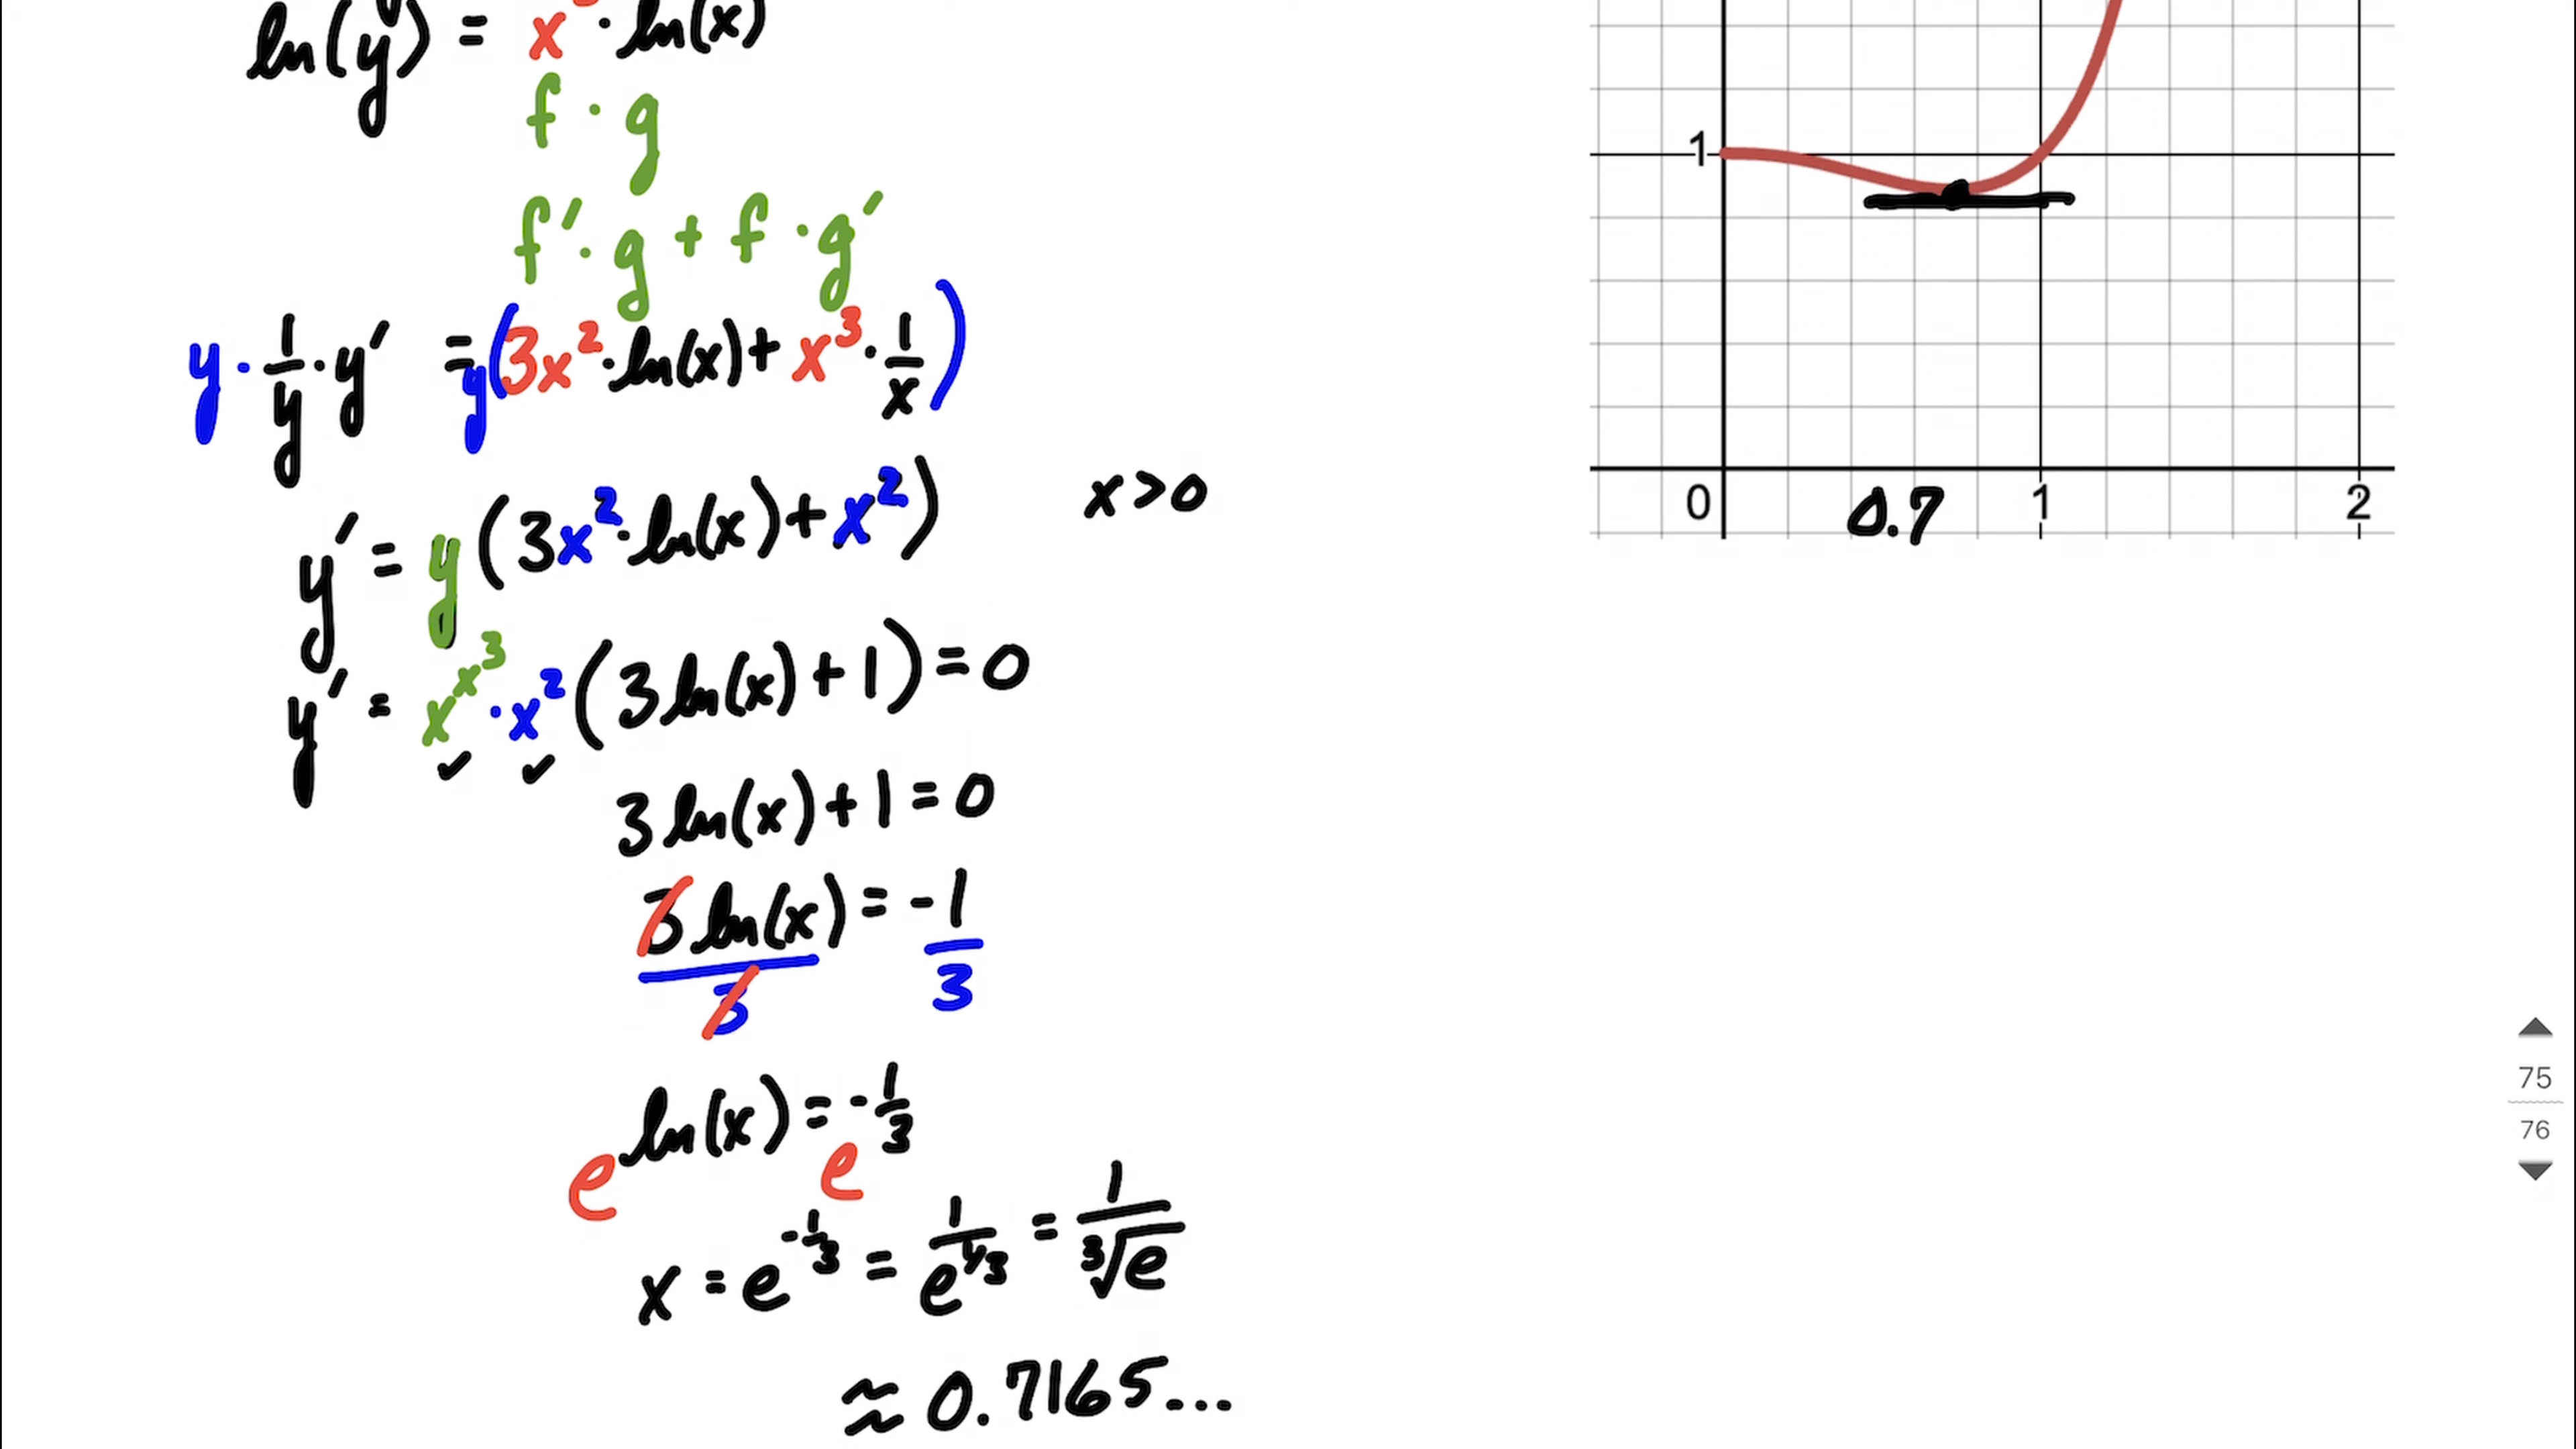 ln(y) = x³ · ln(x)
f · g
f' · g + f · g'
y · 1/y · y' = y(3x² · ln(x) + x³ · 1/x)
y' = y(3x² · ln(x) + x²)
x > 0
y' = x^x³ · x²(3 ln(x) + 1) = 0
✓ ✓
3 ln(x) + 1 = 0
3 ln(x)/3 = -1/3
e^ln(x) = e^-1/3
x = e^-1/3 = 1/e^1/3 = 1/∛e
≈ 0.7165...
1
0 0.7 1 2
75
76